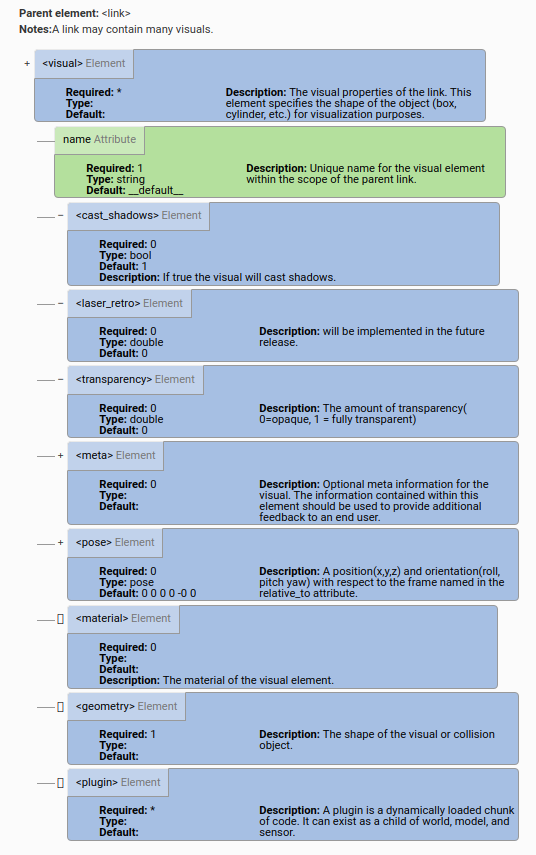 Parent element: <link>
Notes:A link may contain many visuals.
+ <visual> Element
Required: *
Type:
Default:
Description: The visual properties of the link. This
element specifies the shape of the object (box,
cylinder, etc.) for visualization purposes.
name Attribute
Required: 1
Type: string
Default: __default__
Description: Unique name for the visual element
within the scope of the parent link.
− <cast_shadows> Element
Required: 0
Type: bool
Default: 1
Description: If true the visual will cast shadows.
− <laser_retro> Element
Required: 0
Type: double
Default: 0
Description: will be implemented in the future
release.
− <transparency> Element
Required: 0
Type: double
Default: 0
Description: The amount of transparency(
0=opaque, 1 = fully transparent)
+ <meta> Element
Required: 0
Type:
Default:
Description: Optional meta information for the
visual. The information contained within this
element should be used to provide additional
feedback to an end user.
+ <pose> Element
Required: 0
Type: pose
Default: 0 0 0 0 -0 0
Description: A position(x,y,z) and orientation(roll,
pitch yaw) with respect to the frame named in the
relative_to attribute.
<material> Element
Required: 0
Type:
Default:
Description: The material of the visual element.
<geometry> Element
Required: 1
Type:
Default:
Description: The shape of the visual or collision
object.
<plugin> Element
Required: *
Type:
Default:
Description: A plugin is a dynamically loaded chunk
of code. It can exist as a child of world, model, and
sensor.